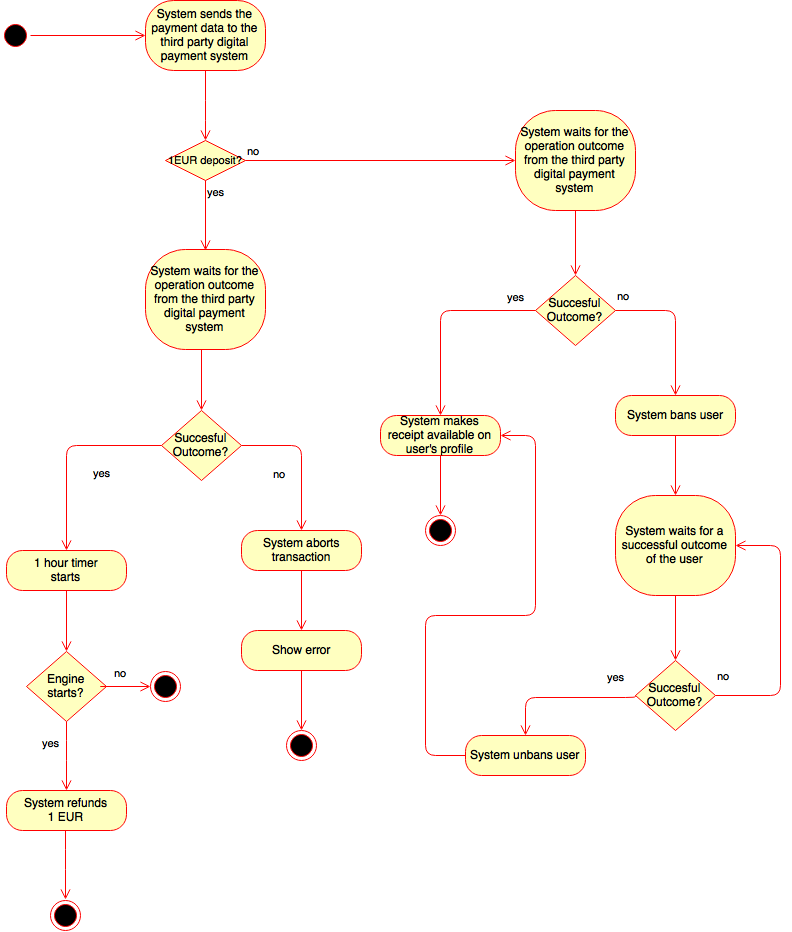 System sends the
payment data to the
third party digital
payment system
1EUR deposit?
no
yes
System waits for the
operation outcome
from the third party
digital payment
system
System waits for the
operation outcome
from the third party
digital payment
system
Succesful
Outcome?
yes
no
System makes
receipt available on
user's profile
System bans user
Succesful
Outcome?
yes
no
System waits for a
successful outcome
of the user
1 hour timer
starts
System aborts
transaction
Engine
starts?
no
yes
Show error
Succesful
Outcome?
yes
no
System unbans user
System refunds
1 EUR